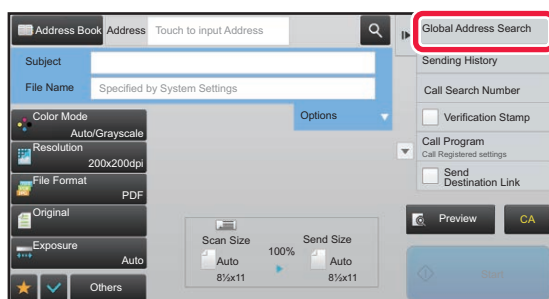 Address Book Address Touch to input Address
Global Address Search
Subject
Sending History
File Name Specified by System Settings
Call Search Number
Options
Color Mode
Auto/Grayscale
Verification Stamp
Resolution
200x200dpi
Call Program
Call Registered settings
File Format
PDF
Send
Destination Link
Original
Preview
CA
Exposure
Auto
Scan Size
100%
Send Size
Auto
Auto
8½x11
8½x11
Others
Start